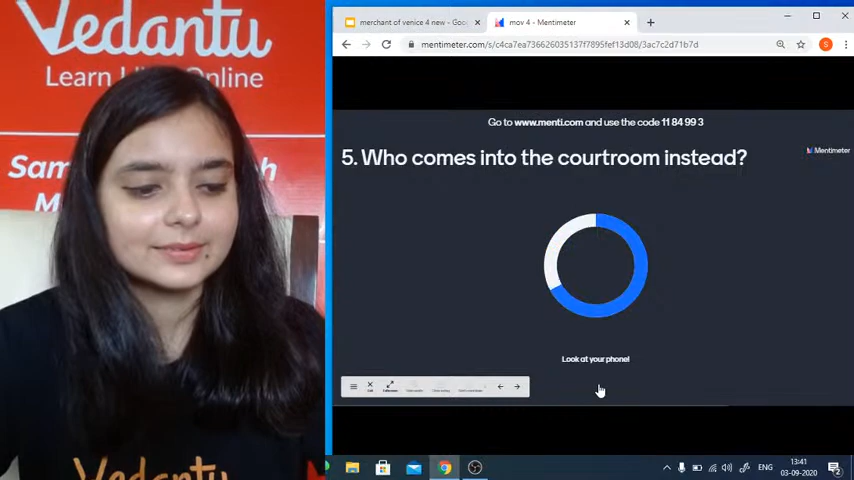 Vedantu
Learn L Online
Sam
h
M
Vedantu
merchant of venice 4 new - Goo
mov 4 - Mentimeter
mentimeter.com/s/c4ca7ea736626035137f7895fef13d08/3ac7c2d71b7d
S
Go to www.menti.com and use the code 11 84 99 3
5. Who comes into the courtroom instead?
Mentimeter
Look at your phone!
ENG
13:41
03-09-2020
2